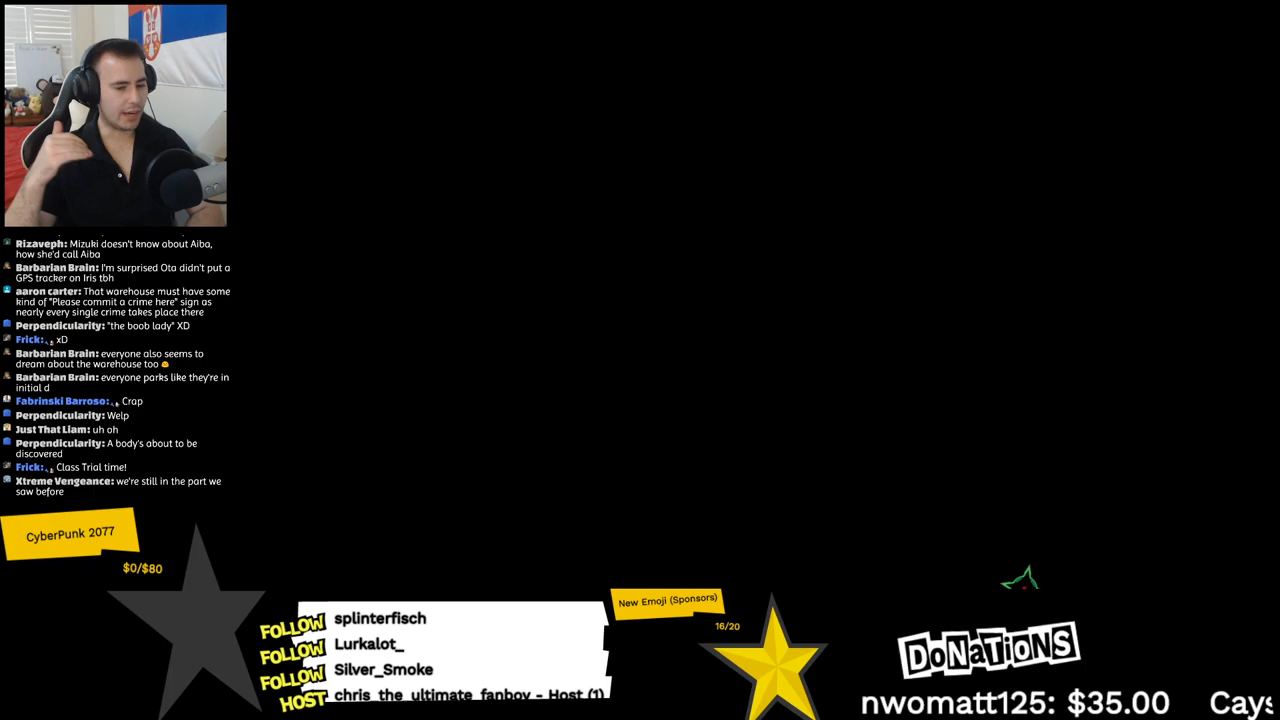 Rizaveph: Mizuki doesn't know about Aiba,
how she'd call Aiba
Barbarian Brain: I'm surprised Ota didn't put a
GPS tracker on Iris tbh
aaron carter: That warehouse must have some
kind of "Please commit a crime here" sign as
nearly every single crime takes place there
Perpendicularity: "the boob lady" XD
Frick: xD
Barbarian Brain: everyone also seems to
dream about the warehouse too
Barbarian Brain: everyone parks like they're in
initial d
Fabrinski Barroso: Crap
Perpendicularity: Welp
Just That Liam: uh oh
Perpendicularity: A body's about to be
discovered
Frick: Class Trial time!
Xtreme Vengeance: we're still in the part we
saw before
CyberPunk 2077
$0/$80
FOLLOW splinterfisch
FOLLOW Lurkalot_
FOLLOW Silver_Smoke
HOST chris_the_ultimate_fanboy - Host (1)
New Emoji (Sponsors)
16/20
DoNaTioNS
nwomatt125: $35.00 Cays